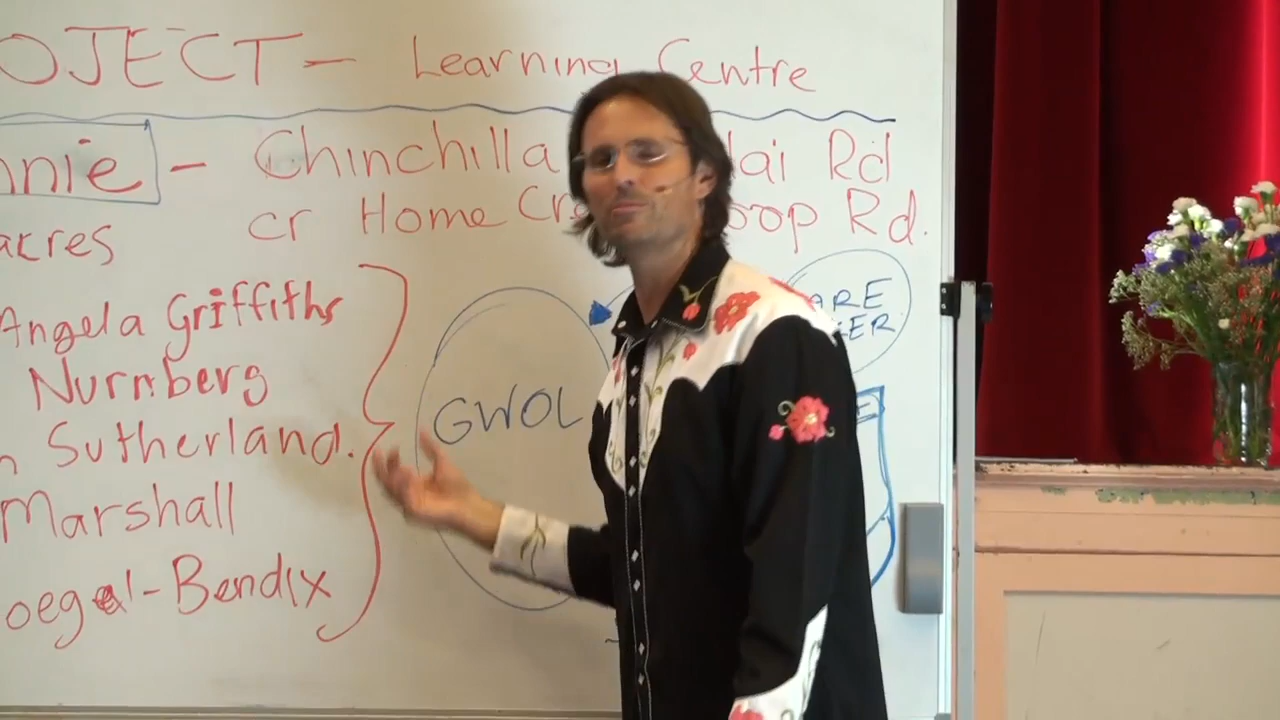 OJECT - Learning Centre
nnie - Chinchilla dai Rd
acres cr Home Cre oop Rd.
Angela Griffiths
Nurnberg
n Sutherland.
Marshall
oegel-Bendix
GWOL
ARE
ER
E